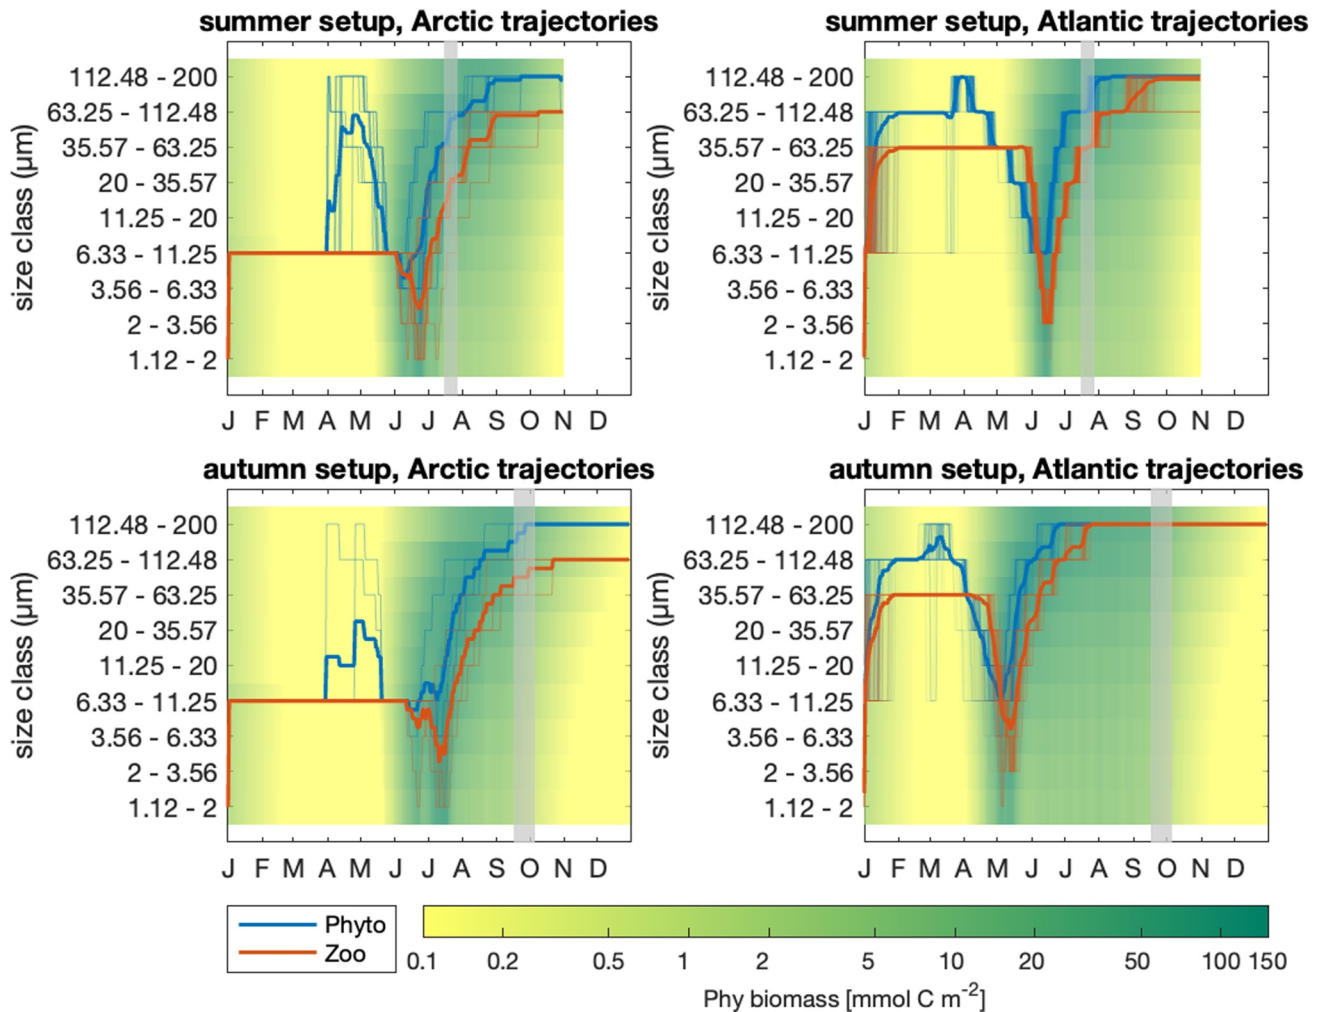 summer setup, Arctic trajectories
size class (µm)
112.48 - 200
63.25 - 112.48
35.57 - 63.25
20 - 35.57
11.25 - 20
6.33 - 11.25
3.56 - 6.33
2 - 3.56
1.12 - 2
J F M A M J J A S O N D
summer setup, Atlantic trajectories
size class (µm)
112.48 - 200
63.25 - 112.48
35.57 - 63.25
20 - 35.57
11.25 - 20
6.33 - 11.25
3.56 - 6.33
2 - 3.56
1.12 - 2
J F M A M J J A S O N D
autumn setup, Arctic trajectories
size class (µm)
112.48 - 200
63.25 - 112.48
35.57 - 63.25
20 - 35.57
11.25 - 20
6.33 - 11.25
3.56 - 6.33
2 - 3.56
1.12 - 2
J F M A M J J A S O N D
autumn setup, Atlantic trajectories
size class (µm)
112.48 - 200
63.25 - 112.48
35.57 - 63.25
20 - 35.57
11.25 - 20
6.33 - 11.25
3.56 - 6.33
2 - 3.56
1.12 - 2
J F M A M J J A S O N D
Phyto
Zoo
0.1 0.2 0.5 1 2 5 10 20 50 100 150
Phy biomass [mmol C m⁻²]